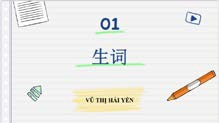 01
生词
VŨ THỊ HẢI YẾN